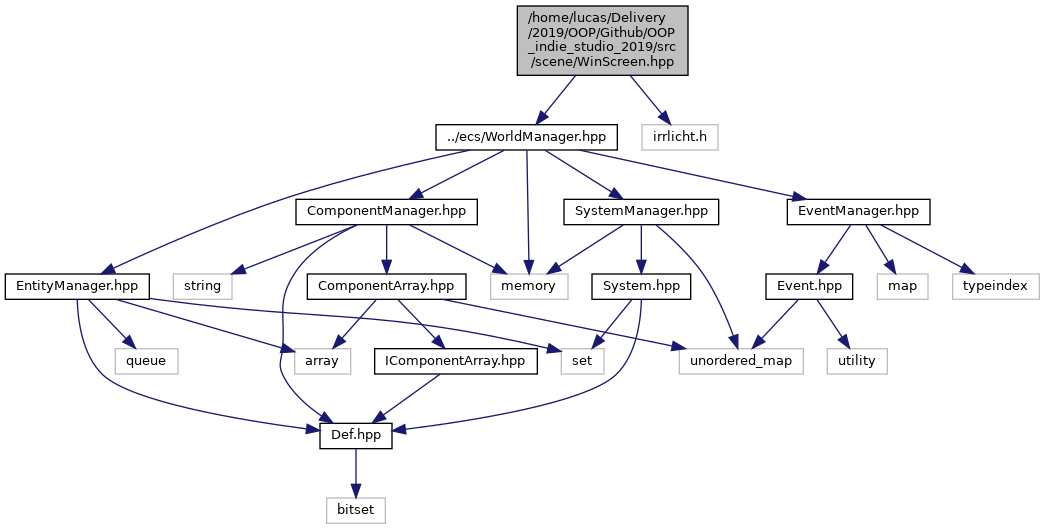 /home/lucas/Delivery
/2019/OOP/Github/OOP
_indie_studio_2019/src
/scene/WinScreen.hpp
../ecs/WorldManager.hpp
irrlicht.h
ComponentManager.hpp
SystemManager.hpp
EventManager.hpp
EntityManager.hpp
string
ComponentArray.hpp
memory
System.hpp
Event.hpp
map
typeindex
queue
array
IComponentArray.hpp
set
unordered_map
utility
Def.hpp
bitset